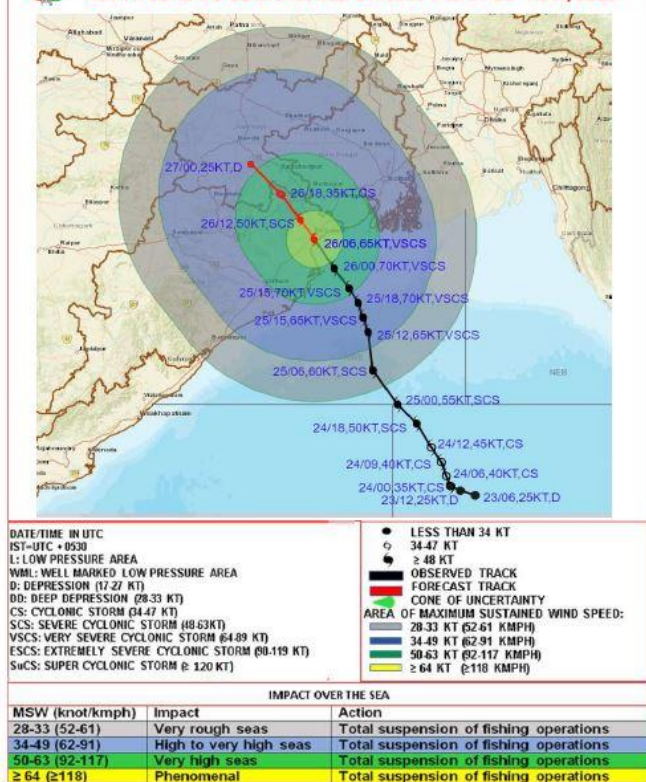 Allahabad
Varanasi
Patna
27/00,25KT,D
26/18,35KT,CS
26/12,50KT,SCS
26/06,65KT,VSCS
26/00,70KT,VSCS
25/15,70KT,VSCS
25/18,70KT,VSCS
25/15,65KT,VSCS
25/12,65KT,VSCS
25/06,60KT,SCS
NEB
25/00,55KT,SCS
24/18,50KT,SCS
24/12,45KT,CS
24/09,40KT,CS
24/06,40KT,CS
24/00,35KT,CS
23/12,25KT,D
23/06,25KT,D
Chittagong
Visakhapatnam
DATE/TIME IN UTC
IST=UTC + 0530
L: LOW PRESSURE AREA
WML: WELL MARKED LOW PRESSURE AREA
D: DEPRESSION (17-27 KT)
DD: DEEP DEPRESSION (28-33 KT)
CS: CYCLONIC STORM (34-47 KT)
SCS: SEVERE CYCLONIC STORM (48-63KT)
VSCS: VERY SEVERE CYCLONIC STORM (64-89 KT)
ESCS: EXTREMELY SEVERE CYCLONIC STORM (90-119 KT)
SuCS: SUPER CYCLONIC STORM (≥ 120 KT)
LESS THAN 34 KT
34-47 KT
≥ 48 KT
OBSERVED TRACK
FORECAST TRACK
CONE OF UNCERTAINTY
AREA OF MAXIMUM SUSTAINED WIND SPEED:
28-33 KT (52-61 KMPH)
34-49 KT (62-91 KMPH)
50-63 KT (92-117 KMPH)
≥ 64 KT (≥118 KMPH)
IMPACT OVER THE SEA
MSW (knot/kmph) Impact Action
28-33 (52-61) Very rough seas Total suspension of fishing operations
34-49 (62-91) High to very high seas Total suspension of fishing operations
50-63 (92-117) Very high seas Total suspension of fishing operations
≥ 64 (≥118) Phenomenal Total suspension of fishing operations